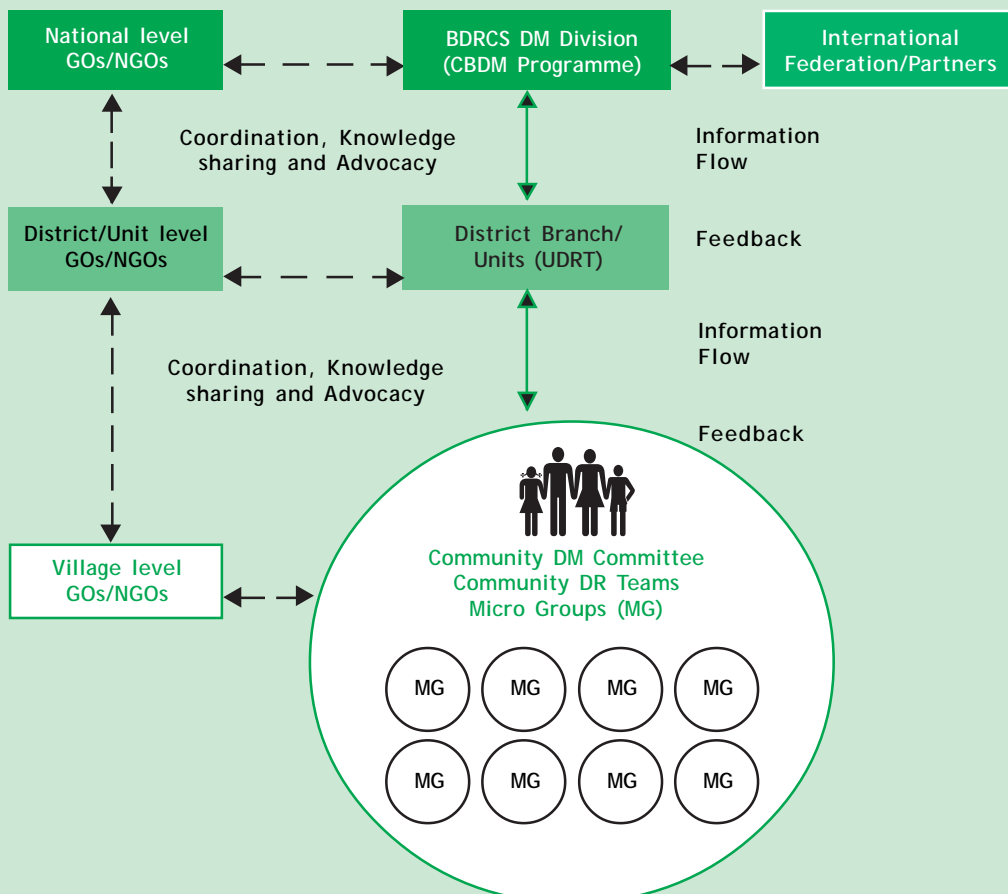 National level
GOs/NGOs
BDRCS DM Division
(CBDM Programme)
International
Federation/Partners
Coordination, Knowledge
sharing and Advocacy
Information
Flow
District/Unit level
GOs/NGOs
District Branch/
Units (UDRT)
Feedback
Coordination, Knowledge
sharing and Advocacy
Information
Flow
Feedback
Village level
GOs/NGOs
Community DM Committee
Community DR Teams
Micro Groups (MG)
MG MG MG MG
MG MG MG MG